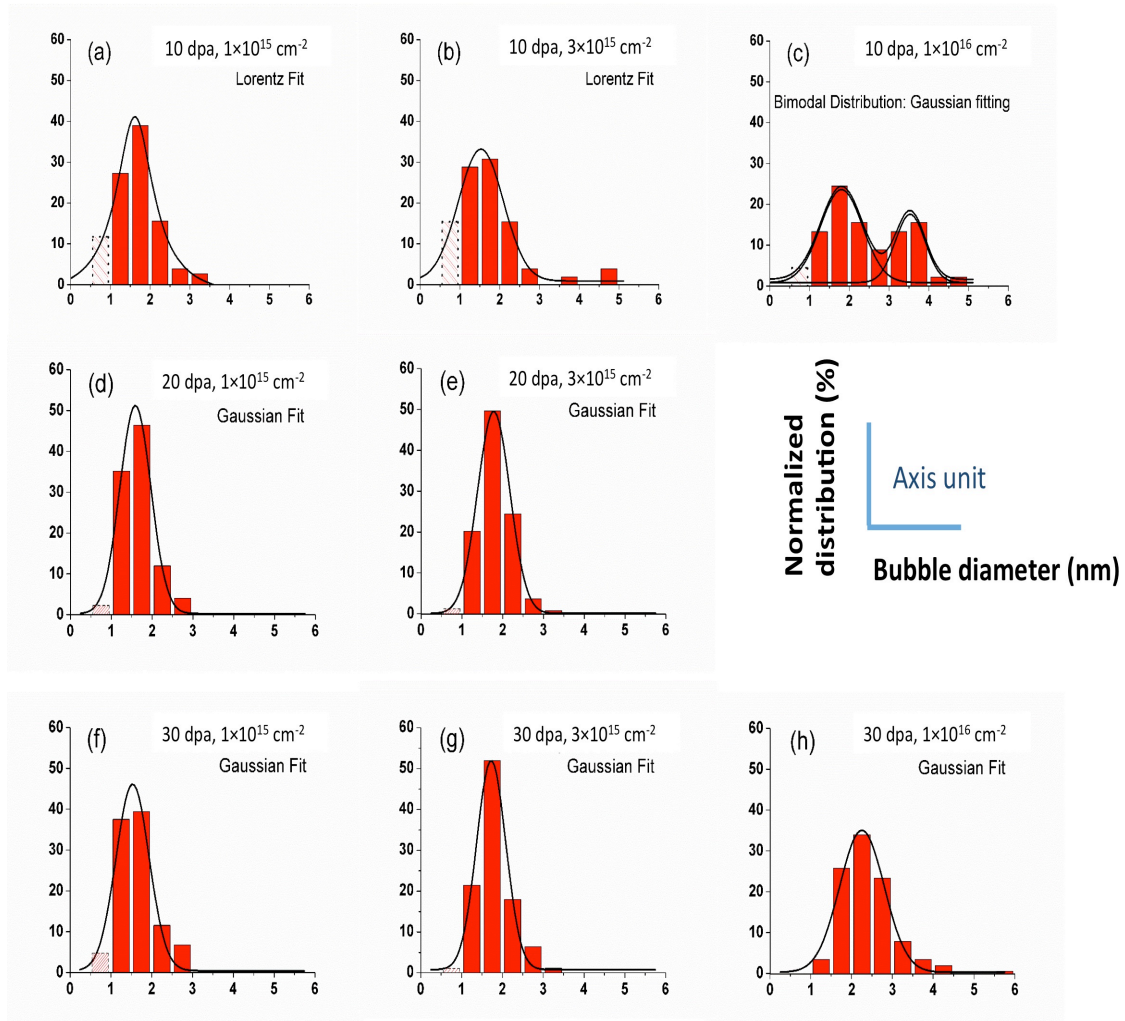 (a) 10 dpa, 1×10¹⁵ cm⁻²
Lorentz Fit
60
50
40
30
20
10
0
0 1 2 3 4 5 6
(b) 10 dpa, 3×10¹⁵ cm⁻²
Lorentz Fit
60
50
40
30
20
10
0
0 1 2 3 4 5 6
(c) 10 dpa, 1×10¹⁶ cm⁻²
Bimodal Distribution: Gaussian fitting
60
50
40
30
20
10
0
0 1 2 3 4 5 6
(d) 20 dpa, 1×10¹⁵ cm⁻²
Gaussian Fit
60
50
40
30
20
10
0
0 1 2 3 4 5 6
(e) 20 dpa, 3×10¹⁵ cm⁻²
Gaussian Fit
60
50
40
30
20
10
0
0 1 2 3 4 5 6
Normalized
distribution (%)
Axis unit
Bubble diameter (nm)
(f) 30 dpa, 1×10¹⁵ cm⁻²
Gaussian Fit
60
50
40
30
20
10
0
0 1 2 3 4 5 6
(g) 30 dpa, 3×10¹⁵ cm⁻²
Gaussian Fit
60
50
40
30
20
10
0
0 1 2 3 4 5 6
(h) 30 dpa, 1×10¹⁶ cm⁻²
Gaussian Fit
60
50
40
30
20
10
0
0 1 2 3 4 5 6